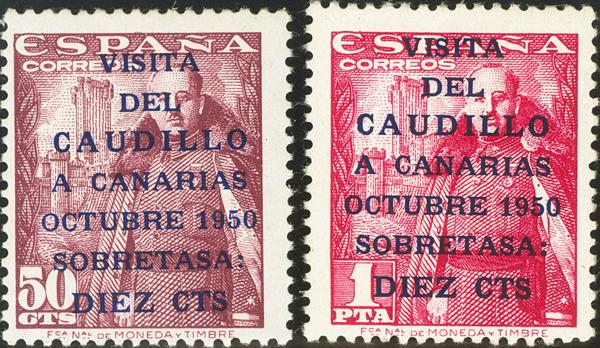 ESPAÑA
CORREOS
VISITA
DEL
CAUDILLO
A CANARIAS
OCTUBRE 1950
SOBRETASA:
DIEZ CTS
50
CTS
FCA NAL DE MONEDA Y TIMBRE
ESPAÑA
CORREOS
VISITA
DEL
CAUDILLO
A CANARIAS
OCTUBRE 1950
SOBRETASA:
DIEZ CTS
1
PTA
FCA NAL DE MONEDA Y TIMBRE